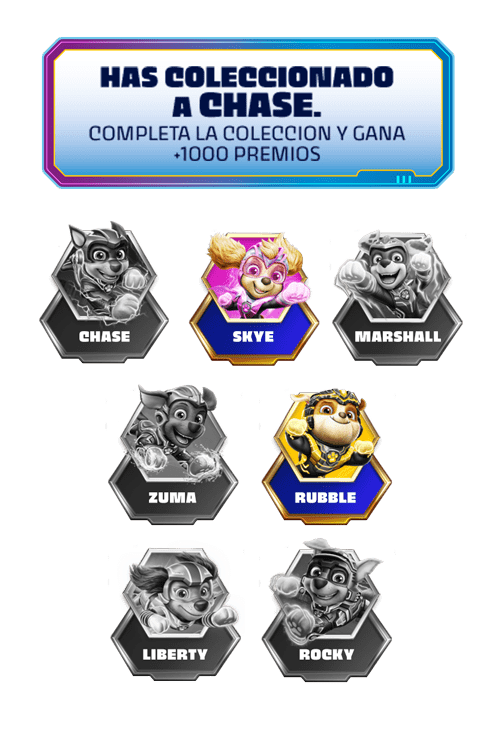 HAS COLECCIONADO
A CHASE.
COMPLETA LA COLECCION Y GANA
+1000 PREMIOS
CHASE
SKYE
MARSHALL
ZUMA
RUBBLE
LIBERTY
ROCKY